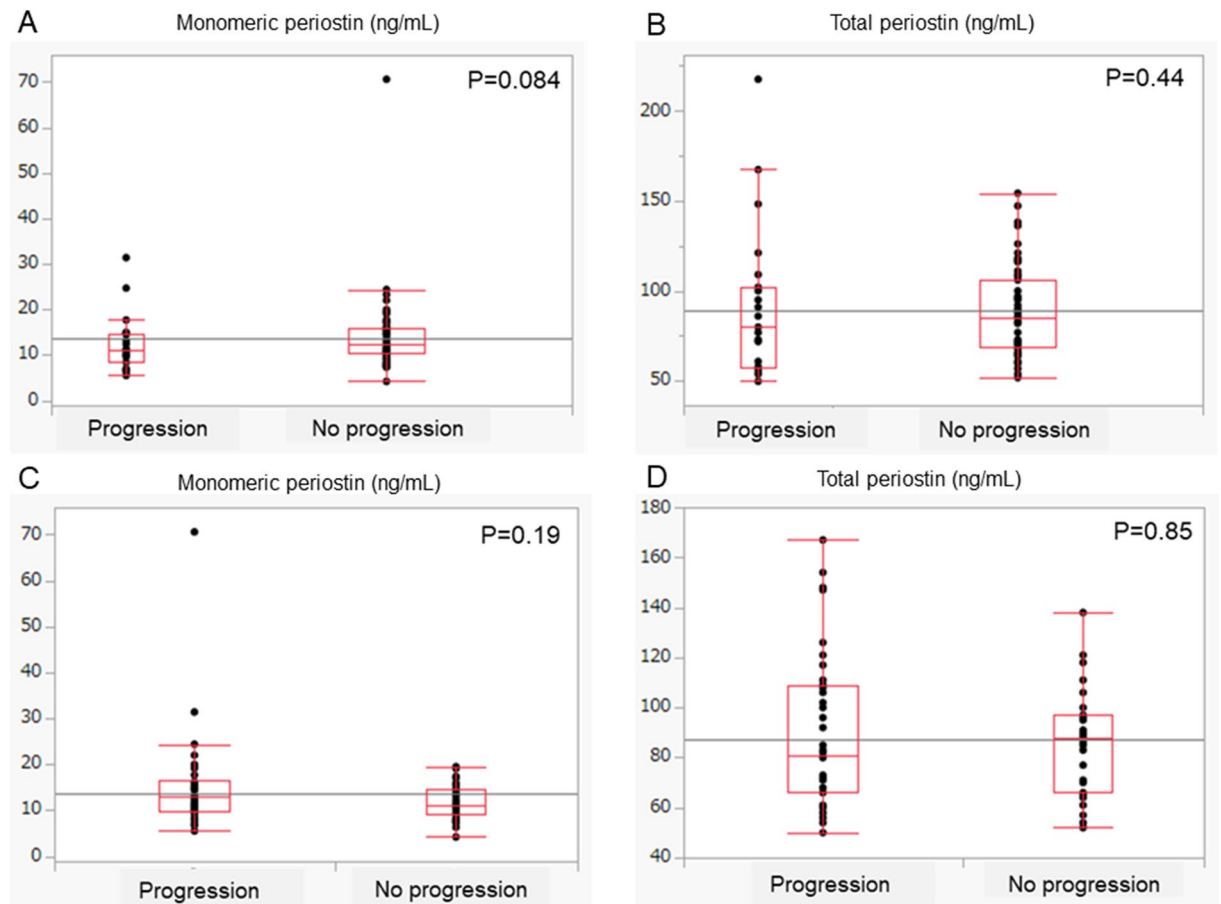 A
Monomeric periostin (ng/mL)
P=0.084
70
60
50
40
30
20
10
0
Progression
No progression
B
Total periostin (ng/mL)
P=0.44
200
150
100
50
Progression
No progression
C
Monomeric periostin (ng/mL)
P=0.19
70
60
50
40
30
20
10
0
Progression
No progression
D
Total periostin (ng/mL)
P=0.85
180
160
140
120
100
80
60
40
Progression
No progression